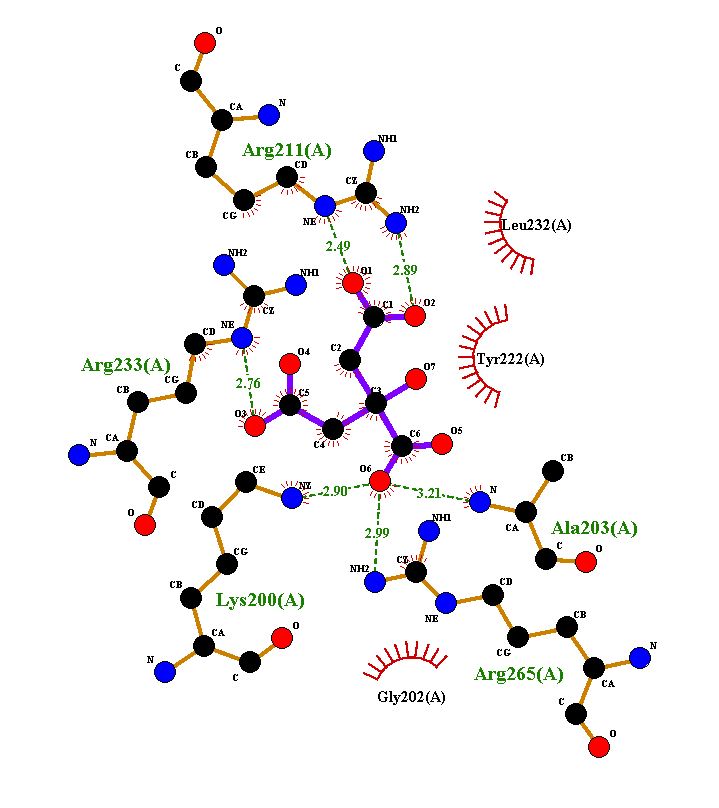 O
C
CA
N
CB
Arg211(A)
CD
NH1
CZ
CG
NE
NH2
Leu232(A)
2.49
2.89
NH2
NH1
O1
O2
CZ
C1
NE
CD
C2
O4
O7
Tyr222(A)
Arg233(A)
2.76
CG
CB
C5
C3
O3
C4
C6
O5
N
CA
O6
CE
NZ
2.90
3.21
N
CB
C
CD
CA
O
NH1
Ala203(A)
2.99
C
O
CG
CZ
NH2
CB
Lys200(A)
CD
NE
CB
O
CA
CG
N
N
C
Gly202(A)
Arg265(A)
CA
C
O